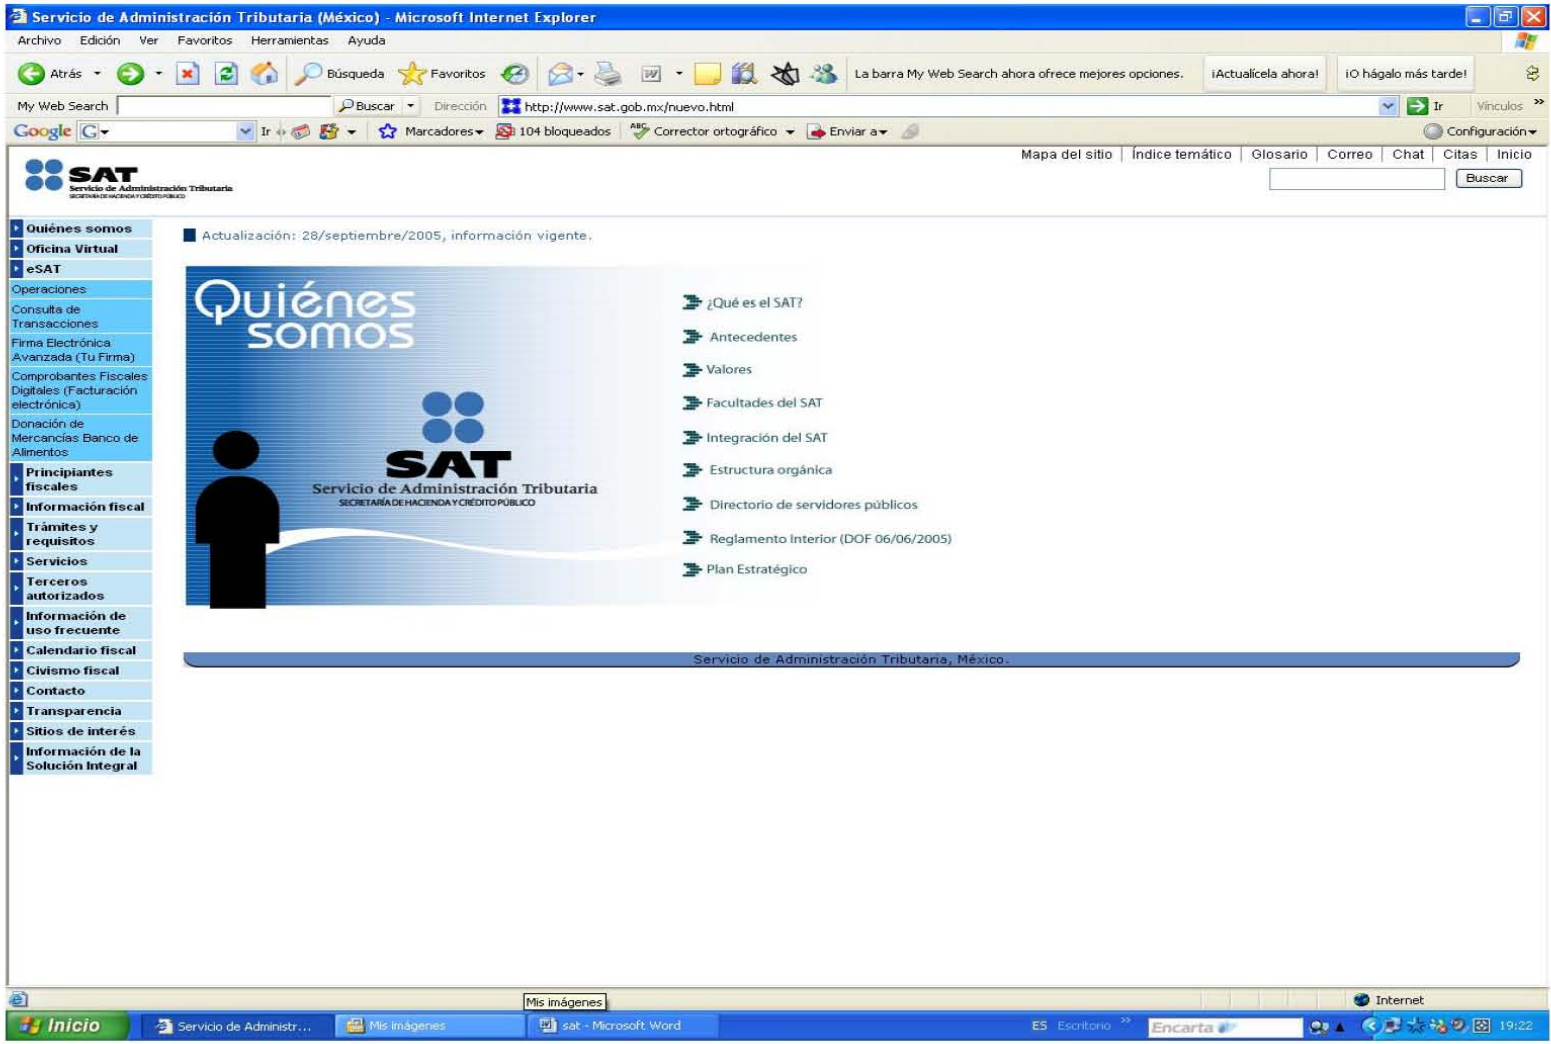 Servicio de Administración Tributaria (México) - Microsoft Internet Explorer
Archivo Edición Ver Favoritos Herramientas Ayuda
Atrás Búsqueda Favoritos La barra My Web Search ahora ofrece mejores opciones. ¡Actualícela ahora! ¡O hágalo más tarde!
My Web Search Buscar Dirección http://www.sat.gob.mx/nuevo.html Ir Vínculos »
Google G Ir Marcadores 104 bloqueados ABC Corrector ortográfico Enviar a Configuración
Mapa del sitio | Índice temático | Glosario | Correo | Chat | Citas | Inicio
Buscar
SAT
Servicio de Administración Tributaria
SECRETARÍA DE HACIENDA Y CRÉDITO PÚBLICO
Quiénes somos
Oficina Virtual
eSAT
Operaciones
Consulta de
Transacciones
Firma Electrónica
Avanzada (Tu Firma)
Comprobantes Fiscales
Digitales (Facturación
electrónica)
Donación de
Mercancías Banco de
Alimentos
Principiantes
fiscales
Información fiscal
Trámites y
requisitos
Servicios
Terceros
autorizados
Información de
uso frecuente
Calendario fiscal
Civismo fiscal
Contacto
Transparencia
Sitios de interés
Información de la
Solución Integral
Actualización: 28/septiembre/2005, información vigente.
Quiénes
somos
SAT
Servicio de Administración Tributaria
SECRETARÍA DE HACIENDA Y CRÉDITO PÚBLICO
¿Qué es el SAT?
Antecedentes
Valores
Facultades del SAT
Integración del SAT
Estructura orgánica
Directorio de servidores públicos
Reglamento Interior (DOF 06/06/2005)
Plan Estratégico
Servicio de Administración Tributaria, México.
Mis imágenes
Internet
Inicio Servicio de Administr... Mis imágenes sat - Microsoft Word ES Escritorio » Encarta 19:22